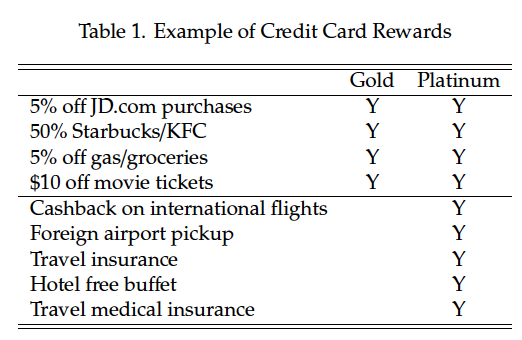 Table 1. Example of Credit Card Rewards
Gold Platinum
5% off JD.com purchases Y Y
50% Starbucks/KFC Y Y
5% off gas/groceries Y Y
$10 off movie tickets Y Y
Cashback on international flights Y
Foreign airport pickup Y
Travel insurance Y
Hotel free buffet Y
Travel medical insurance Y